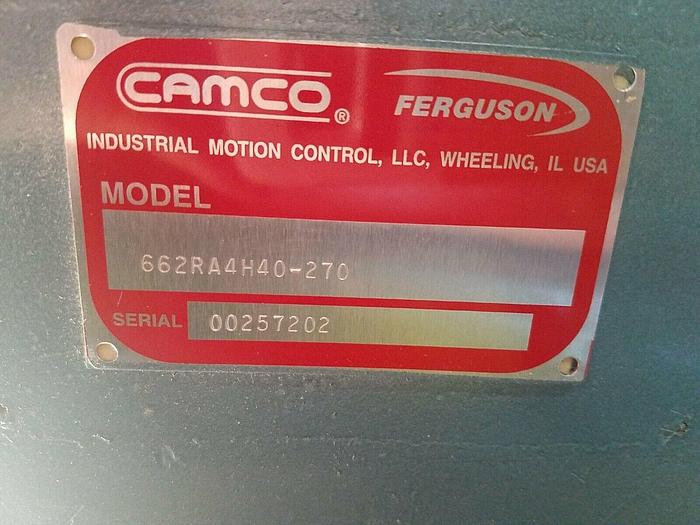 CAMCO® FERGUSON
INDUSTRIAL MOTION CONTROL, LLC, WHEELING, IL USA
MODEL
662RA4H40-270
SERIAL 00257202